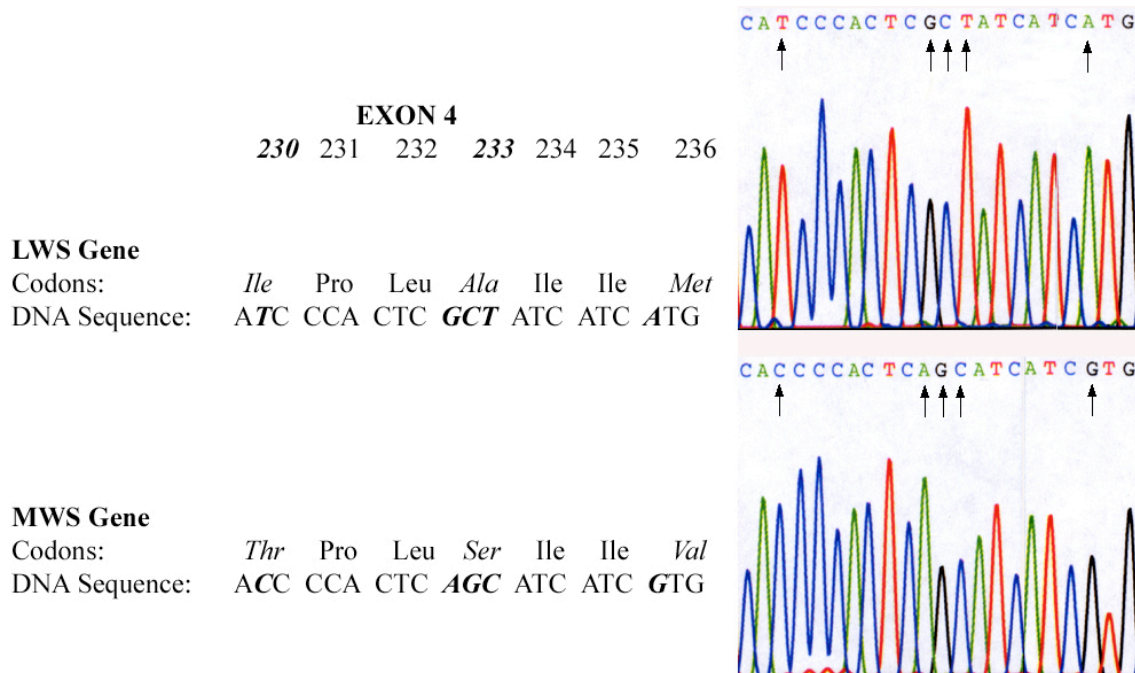 C A T C C C A C T C G C T A T C A T C A T G
EXON 4
230 231 232 233 234 235 236
LWS Gene
Codons: Ile Pro Leu Ala Ile Ile Met
DNA Sequence: ATC CCA CTC GCT ATC ATC ATG
C A C C C C A C T C A G C A T C A T C G T G
MWS Gene
Codons: Thr Pro Leu Ser Ile Ile Val
DNA Sequence: ACC CCA CTC AGC ATC ATC GTG